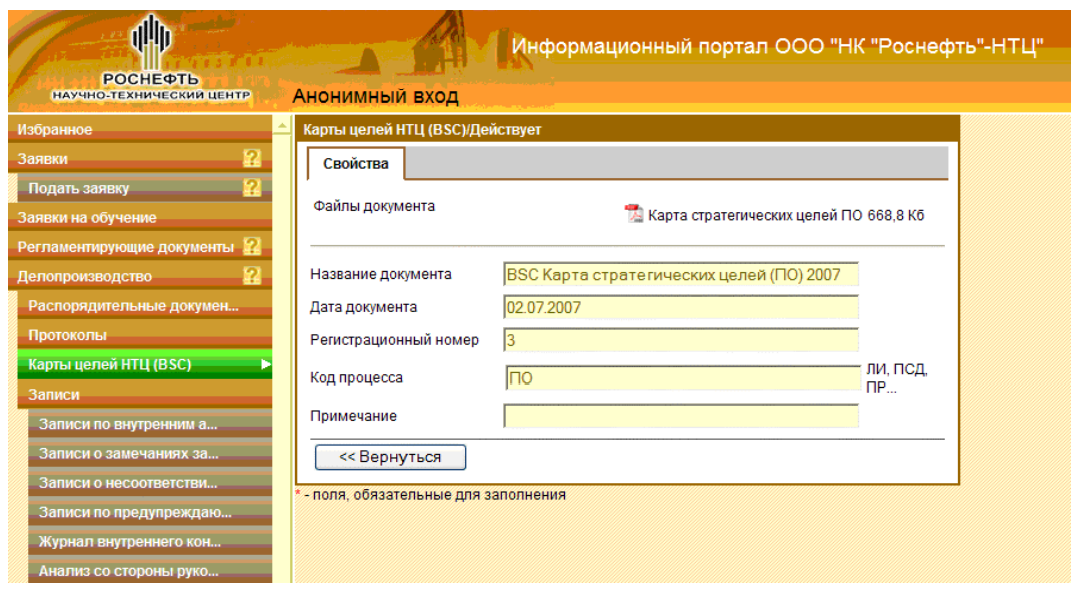 Информационный портал ООО "НК "Роснефть"-НТЦ"
РОСНЕФТЬ
НАУЧНО-ТЕХНИЧЕСКИЙ ЦЕНТР
Анонимный вход
Избранное
Заявки ?
Подать заявку ?
Заявки на обучение
Регламентирующие документы ?
Делопроизводство ?
Распорядительные докумен...
Протоколы
Карты целей НТЦ (BSC)
Записи
Записи по внутренним а...
Записи о замечаниях за...
Записи о несоответстви...
Записи по предупреждаю...
Журнал внутреннего кон...
Анализ со стороны руко...
Карты целей НТЦ (BSC)/Действует
Свойства
Файлы документа
Карта стратегических целей ПО 668,8 Кб
Название документа BSC Карта стратегических целей (ПО) 2007
Дата документа 02.07.2007
Регистрационный номер 3
Код процесса ПО ЛИ, ПСД,
ПР...
Примечание
<< Вернуться
* - поля, обязательные для заполнения